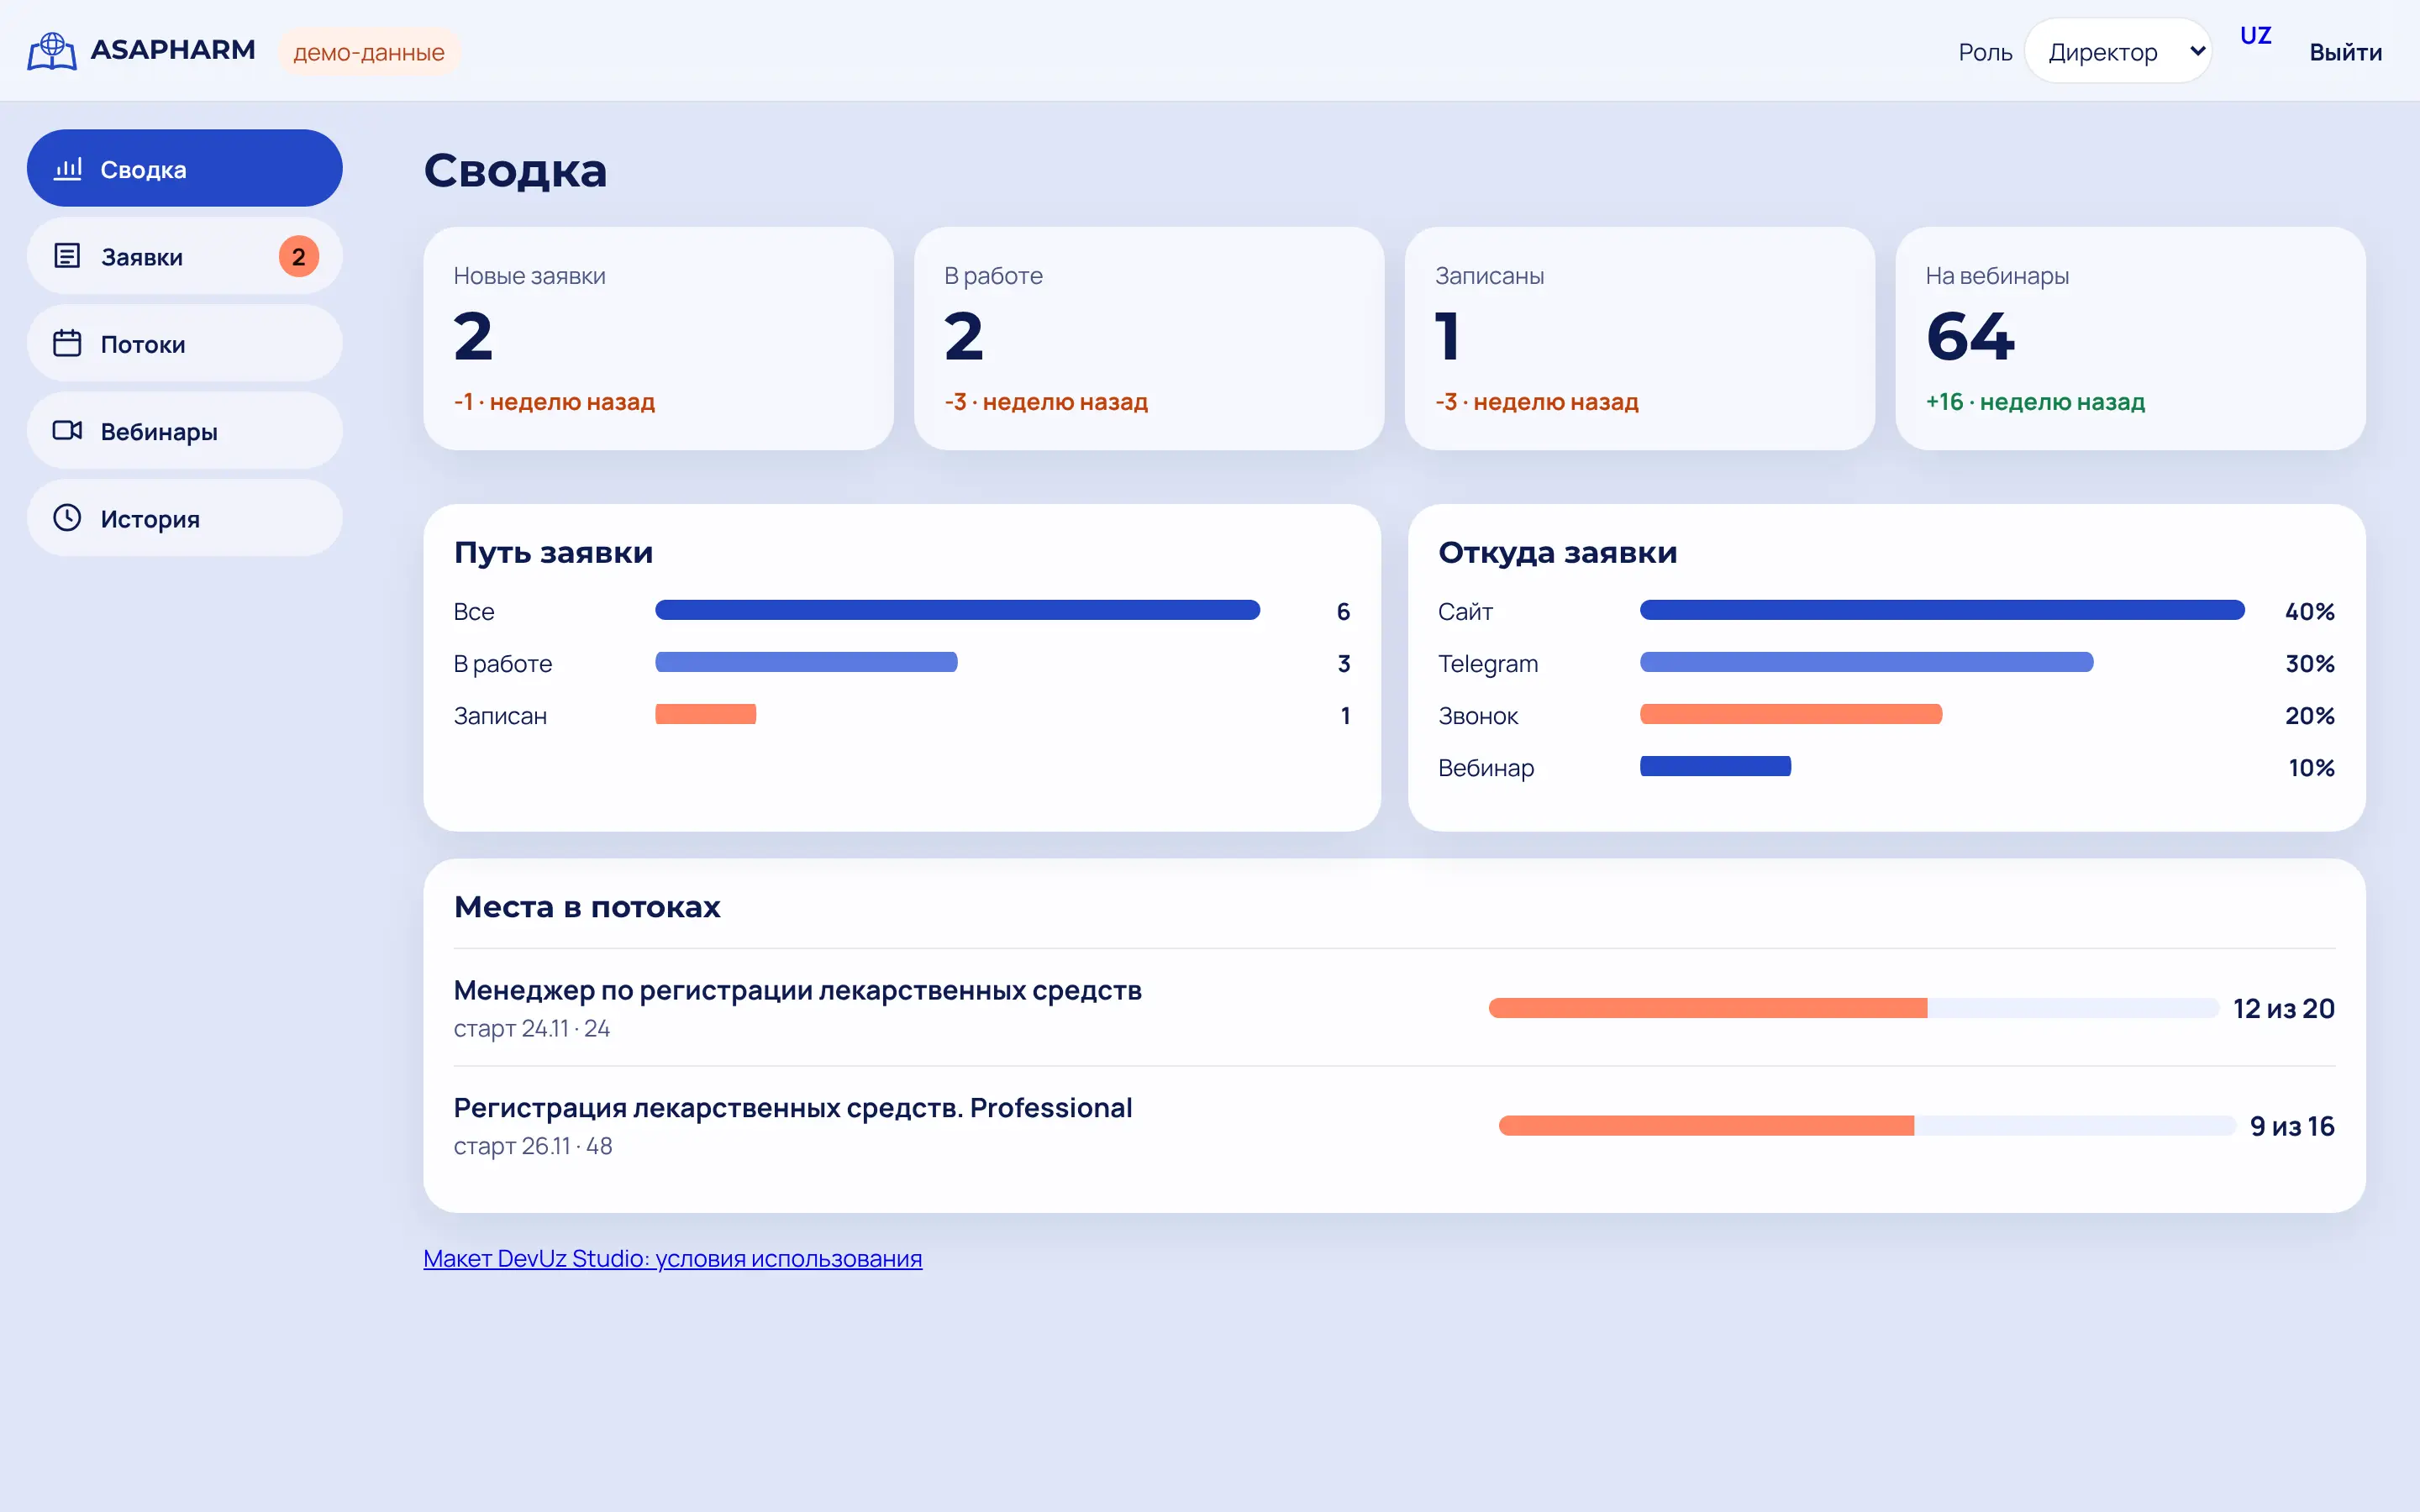 ASAPHARM
демо-данные
Роль
Директор
UZ
Выйти
Сводка
Заявки
2
Потоки
Вебинары
История
Сводка
Новые заявки
2
-1 · неделю назад
В работе
2
-3 · неделю назад
Записаны
1
-3 · неделю назад
На вебинары
64
+16 · неделю назад
Путь заявки
Все 6
В работе 3
Записан 1
Откуда заявки
Сайт 40%
Telegram 30%
Звонок 20%
Вебинар 10%
Места в потоках
Менеджер по регистрации лекарственных средств
старт 24.11 · 24
12 из 20
Регистрация лекарственных средств. Professional
старт 26.11 · 48
9 из 16
Макет DevUz Studio: условия использования